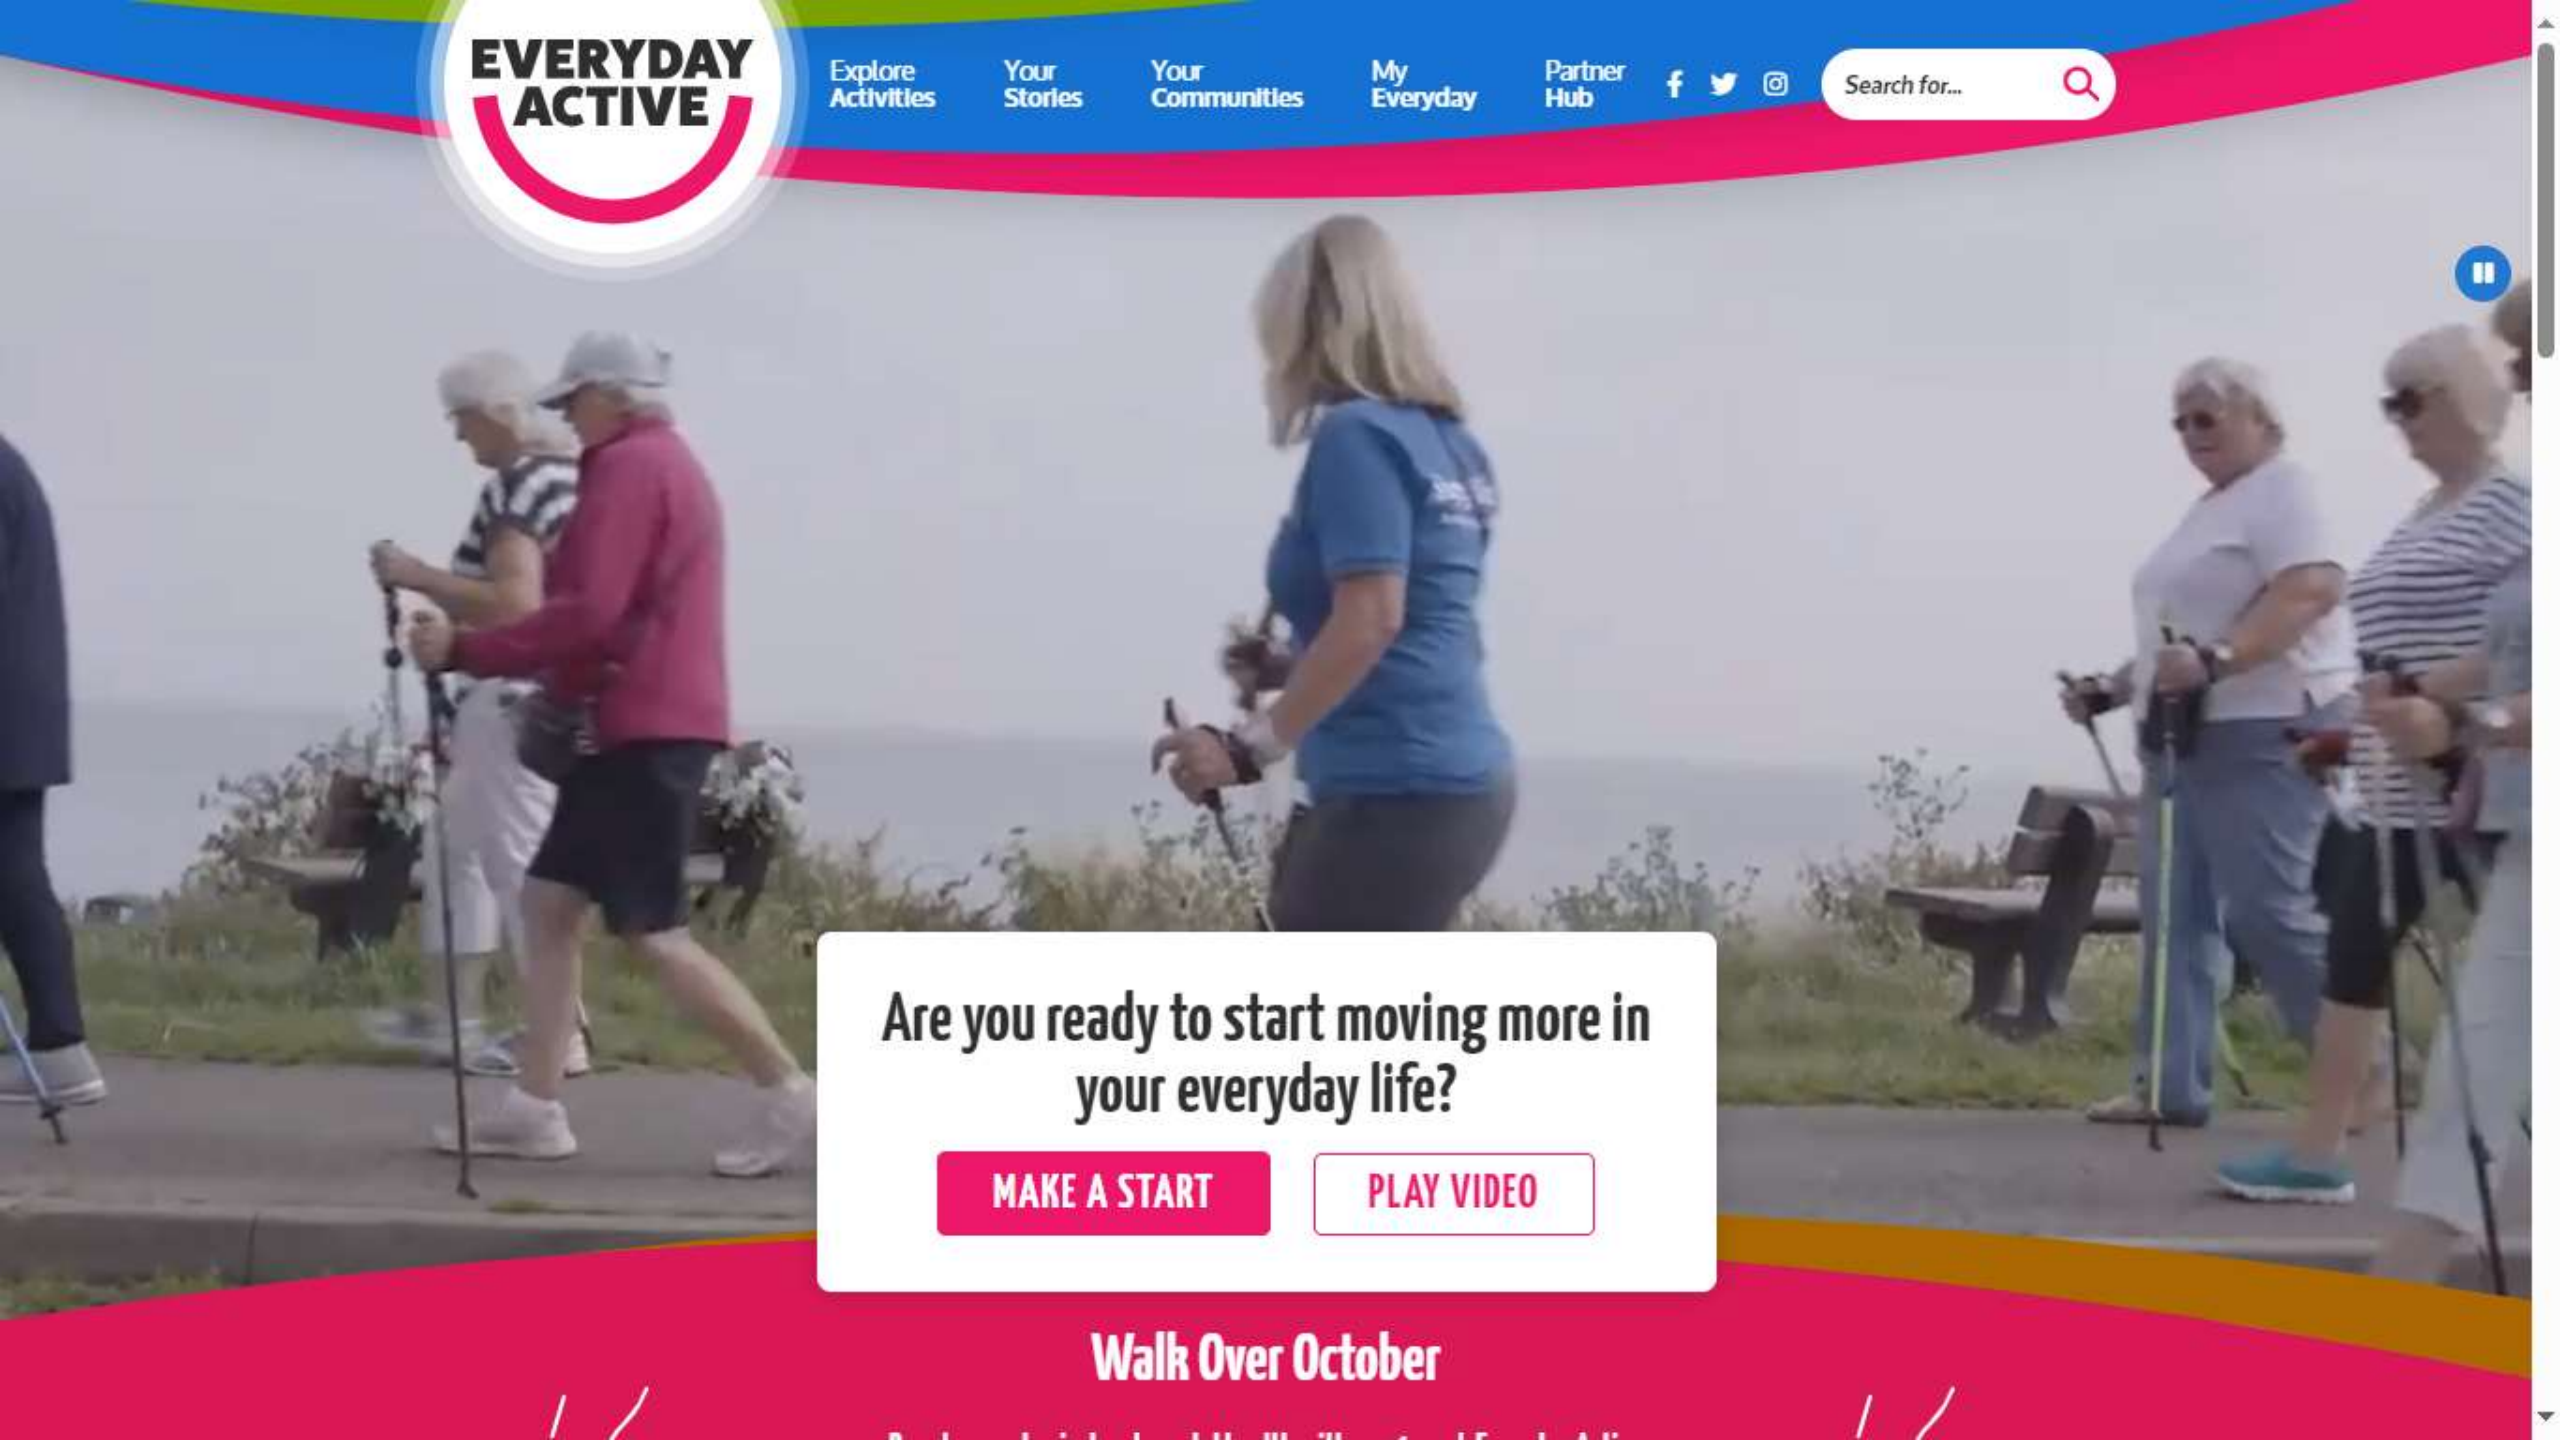 EVERYDAY
ACTIVE
Explore
Activities
Your
Stories
Your
Communities
My
Everyday
Partner
Hub
Search for...
Are you ready to start moving more in
your everyday life?
MAKE A START
PLAY VIDEO
Walk Over October